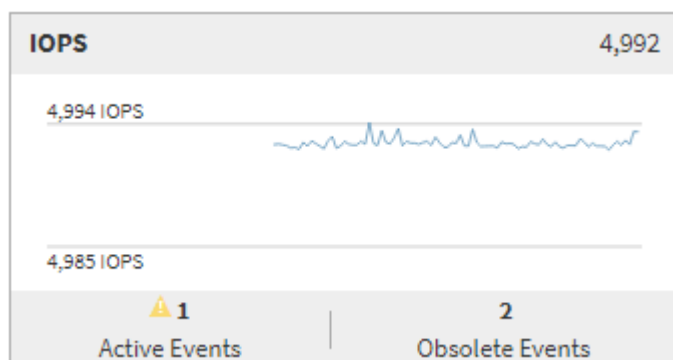 IOPS 4,992
4,994 IOPS
4,985 IOPS
1 2
Active Events Obsolete Events